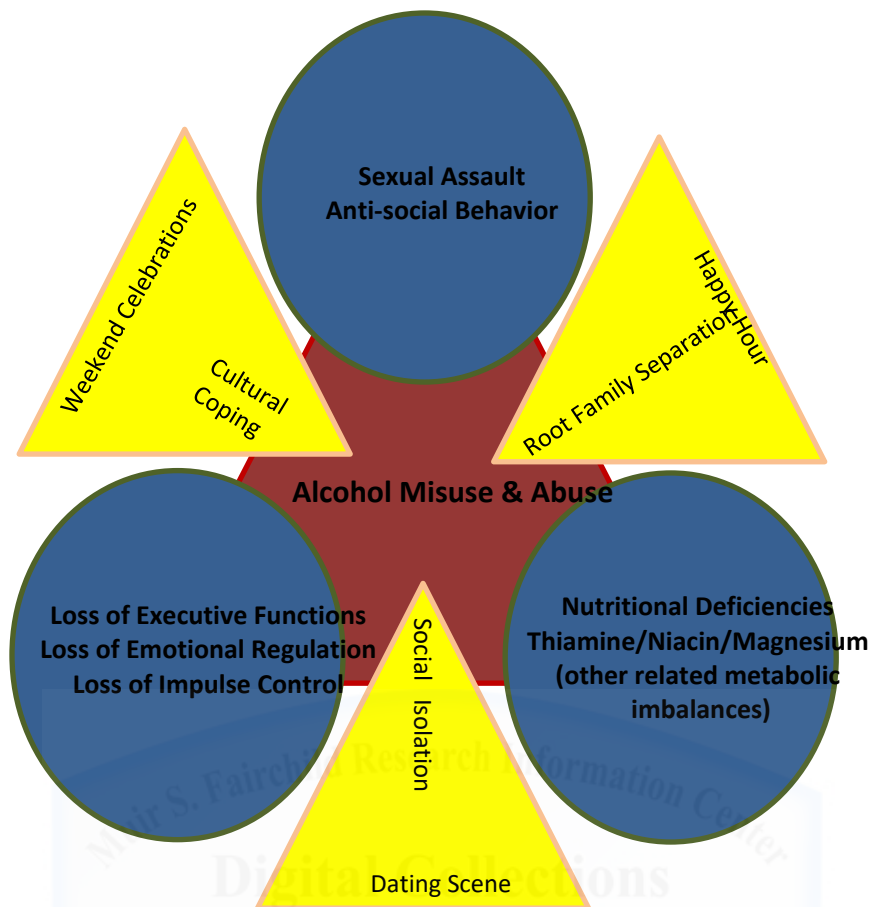 Sexual Assault
Anti-social Behavior
Weekend Celebrations
Cultural
Coping
Happy Hour
Root Family Separation
Alcohol Misuse & Abuse
Loss of Executive Functions
Loss of Emotional Regulation
Loss of Impulse Control
Nutritional Deficiencies
Thiamine/Niacin/Magnesium
(other related metabolic
imbalances)
Social Isolation
Dating Scene
Muir S. Fairchild Research Information Center
Digital Collections